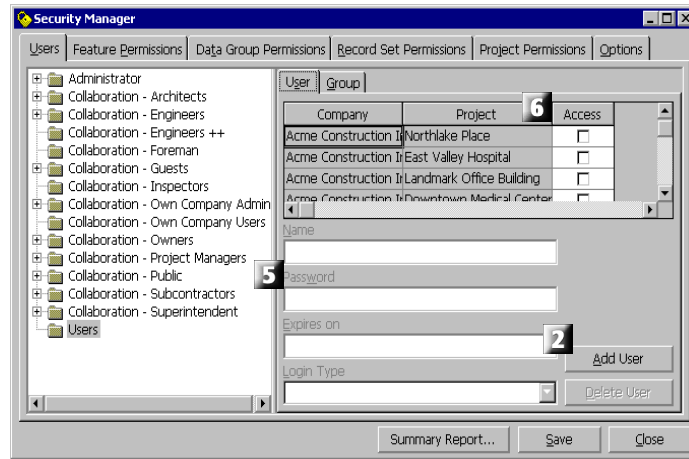 Security Manager
Users Feature Permissions Data Group Permissions Record Set Permissions Project Permissions Options
Administrator
Collaboration - Architects
Collaboration - Engineers
Collaboration - Engineers ++
Collaboration - Foreman
Collaboration - Guests
Collaboration - Inspectors
Collaboration - Own Company Admin
Collaboration - Own Company Users
Collaboration - Owners
Collaboration - Project Managers
Collaboration - Public
Collaboration - Subcontractors
Collaboration - Superintendent
Users
User Group
Company Project 6 Access
Acme Construction I Northlake Place
Acme Construction I East Valley Hospital
Acme Construction I Landmark Office Building
Acme Construction I Downtown Medical Center
Name
5 Password
Expires on
2
Add User
Login Type
Delete User
Summary Report... Save Close